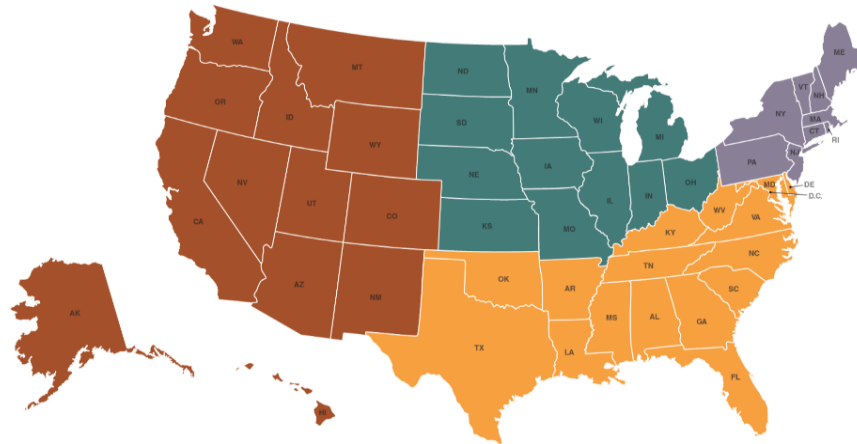 WA
MT
ND
MN
ME
VT
NH
OR
ID
SD
WI
MI
NY
MA
CT
RI
WY
NE
IA
PA
NJ
NV
UT
CO
KS
IL
IN
OH
MD
DE
D.C.
CA
MO
WV
VA
KY
AZ
NM
OK
AR
TN
NC
SC
AK
TX
LA
MS
AL
GA
FL
HI